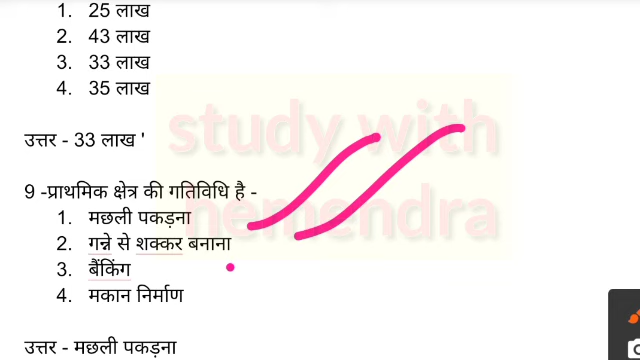 1. 25 लाख
2. 43 लाख
3. 33 लाख
4. 35 लाख
उत्तर - 33 लाख '
9 -प्राथमिक क्षेत्र की गतिविधि है -
1. मछली पकड़ना
2. गन्ने से शक्कर बनाना
3. बैंकिंग
4. मकान निर्माण
उत्तर - मछली पकड़ना
study with
nemendra